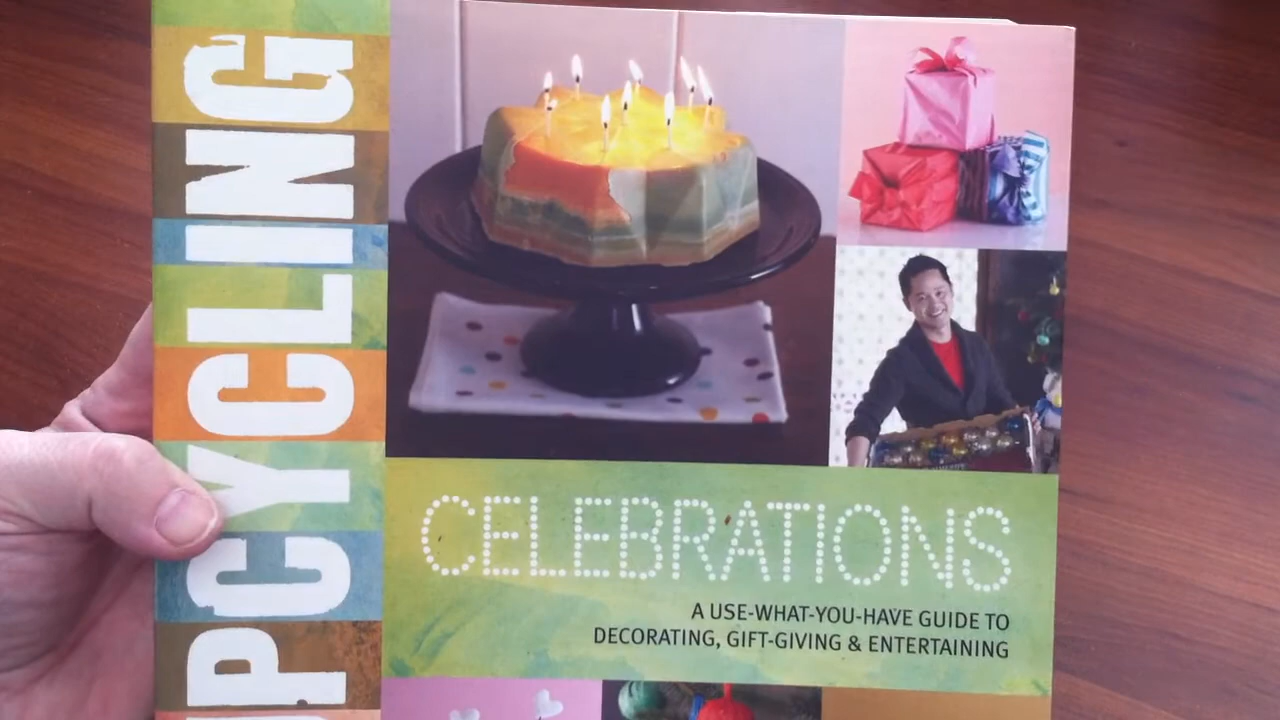 UPCYCLING
CELEBRATIONS
A USE-WHAT-YOU-HAVE GUIDE TO
DECORATING, GIFT-GIVING & ENTERTAINING